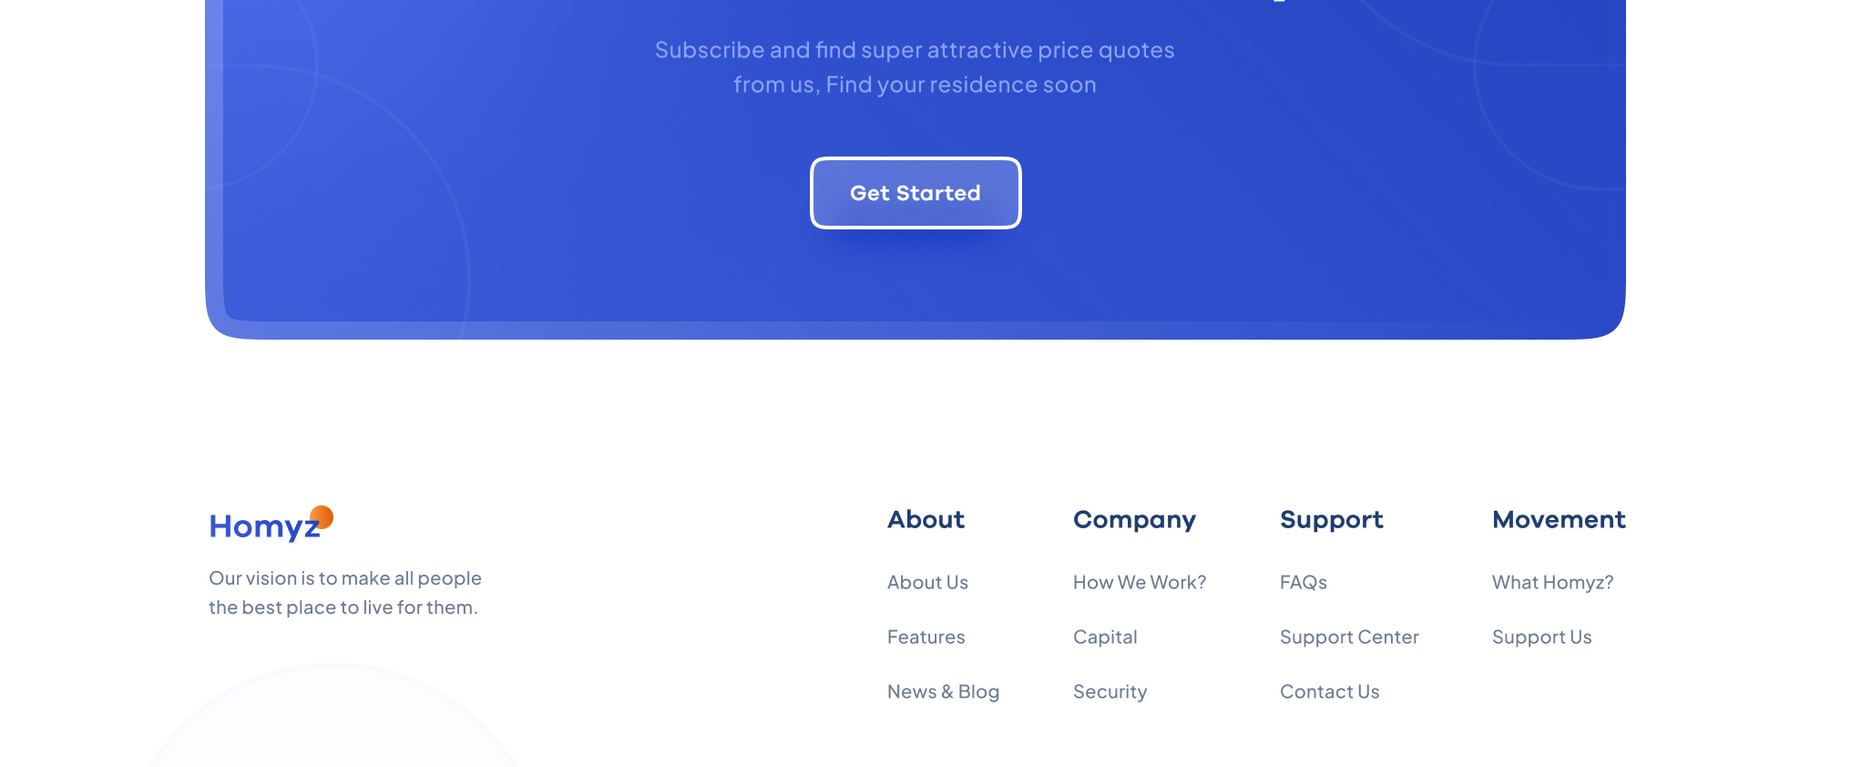 Subscribe and find super attractive price quotes
from us, Find your residence soon
Get Started
Homyz
Our vision is to make all people
the best place to live for them.
About
About Us
Features
News & Blog
Company
How We Work?
Capital
Security
Support
FAQs
Support Center
Contact Us
Movement
What Homyz?
Support Us